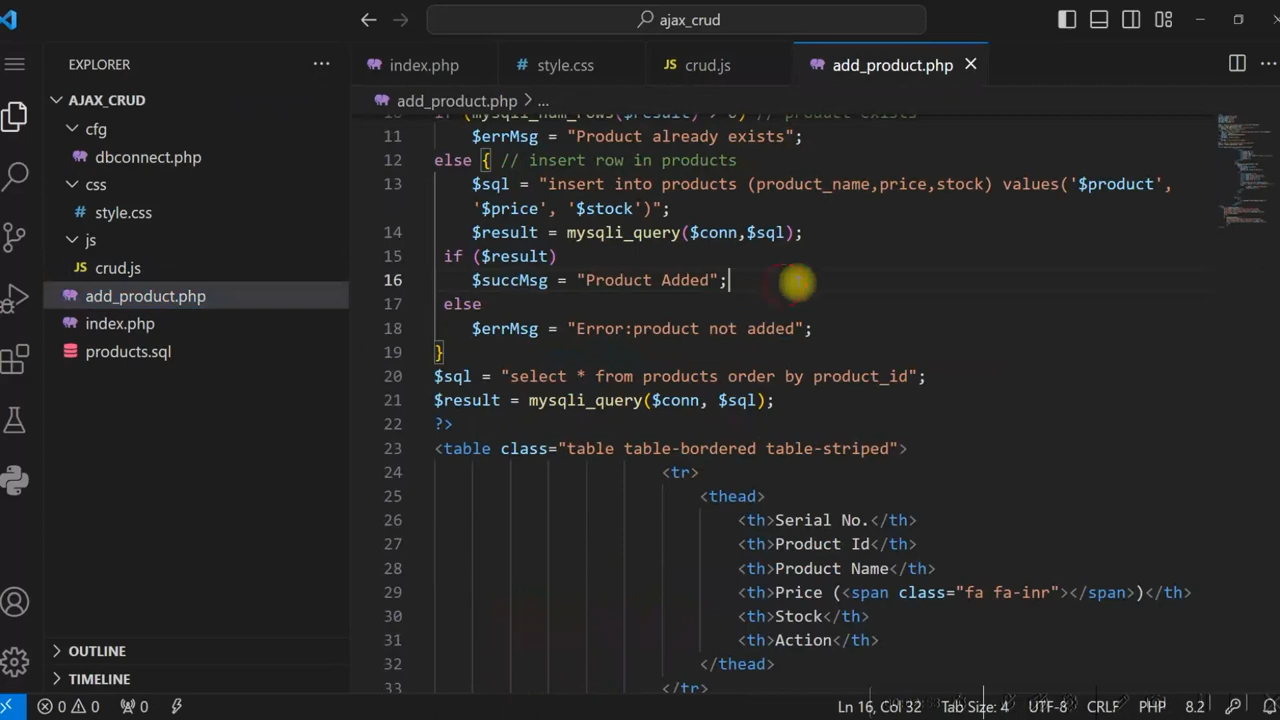 ajax_crud
EXPLORER
AJAX_CRUD
cfg
dbconnect.php
css
style.css
js
crud.js
add_product.php
index.php
products.sql
OUTLINE
TIMELINE
index.php
# style.css
JS crud.js
add_product.php
add_product.php > ...
10 if (mysqli_num_rows($result) > 0) // product exists
11 $errMsg = "Product already exists";
12 else { // insert row in products
13 $sql = "insert into products (product_name,price,stock) values('$product',
'$price', '$stock')";
14 $result = mysqli_query($conn,$sql);
15 if ($result)
16 $succMsg = "Product Added";
17 else
18 $errMsg = "Error:product not added";
19 }
20 $sql = "select * from products order by product_id";
21 $result = mysqli_query($conn, $sql);
22 ?>
23 <table class="table table-bordered table-striped">
24 <tr>
25 <thead>
26 <th>Serial No.</th>
27 <th>Product Id</th>
28 <th>Product Name</th>
29 <th>Price (<span class="fa fa-inr"></span>)</th>
30 <th>Stock</th>
31 <th>Action</th>
32 </thead>
33 </tr>
0 0 0 Ln 16, Col 32 Tab Size: 4 UTF-8 CRLF PHP 8.2